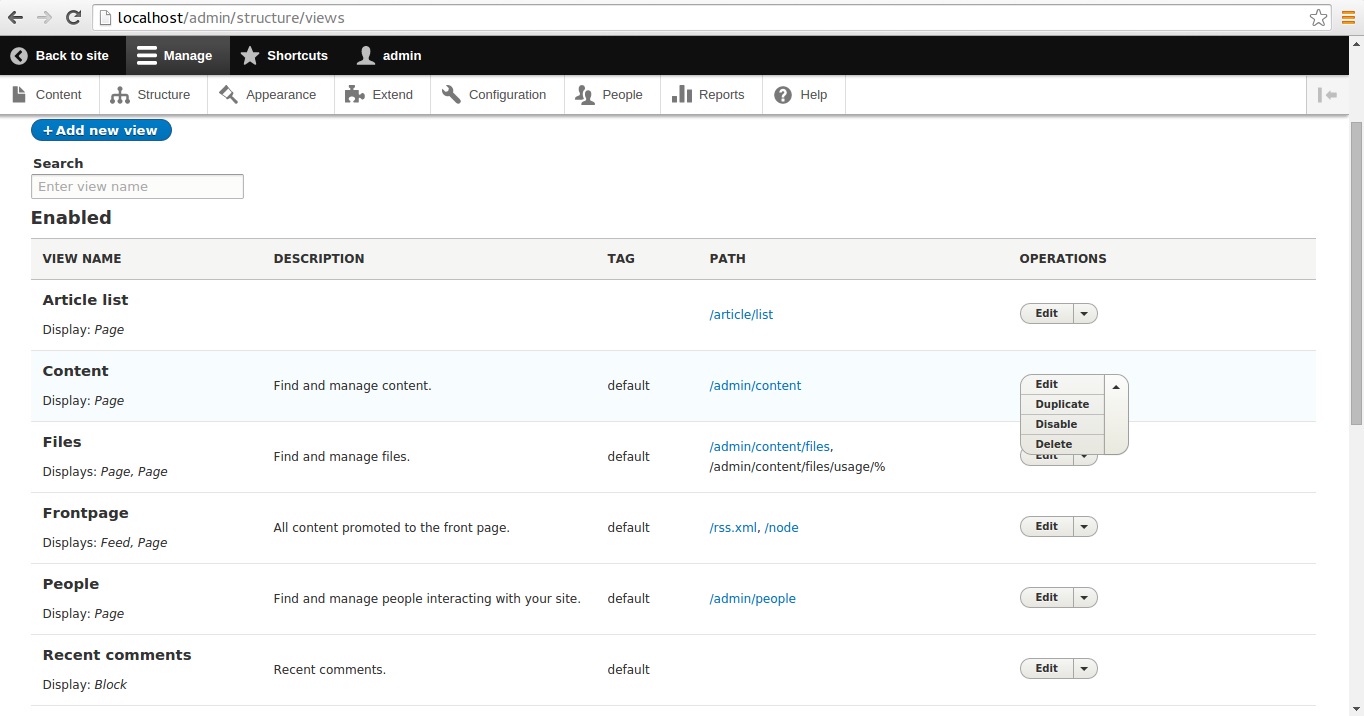 localhost/admin/structure/views
Back to site Manage Shortcuts admin
Content Structure Appearance Extend Configuration People Reports Help
+ Add new view
Search
Enter view name
Enabled
VIEW NAME DESCRIPTION TAG PATH OPERATIONS
Article list
/article/list Edit
Display: Page
Content
Find and manage content. default /admin/content
Display: Page
Edit
Duplicate
Disable
Delete
Files
Find and manage files. default /admin/content/files,
/admin/content/files/usage/%
Edit
Displays: Page, Page
Frontpage
All content promoted to the front page. default /rss.xml, /node Edit
Displays: Feed, Page
People
Find and manage people interacting with your site. default /admin/people Edit
Display: Page
Recent comments
Recent comments. default Edit
Display: Block